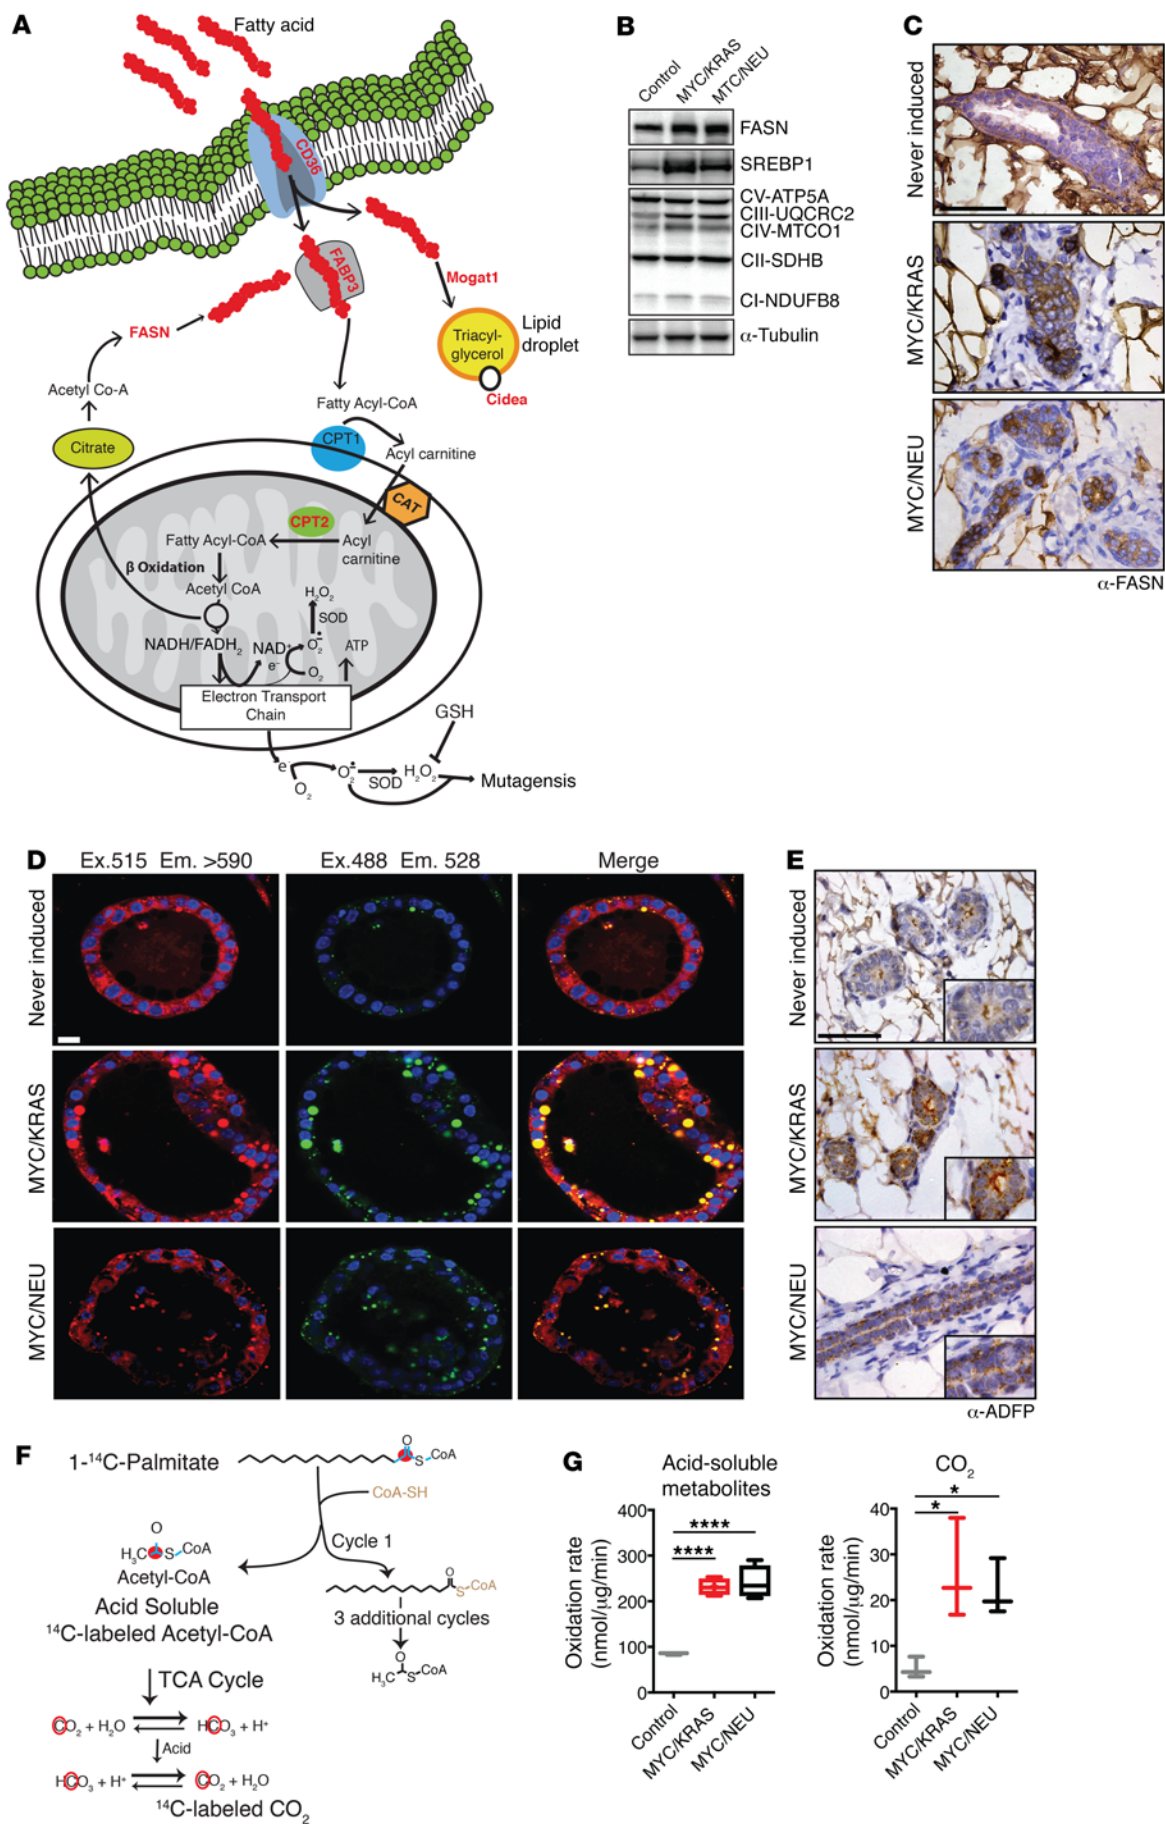 A
Fatty acid
CD36
FABP3
Mogat1
FASN
Triacyl-
glycerol
Lipid
droplet
Cidea
Acetyl Co-A
Citrate
Fatty Acyl-CoA
CPT1
Acyl carnitine
CAT
CPT2
Fatty Acyl-CoA
Acyl
carnitine
β Oxidation
Acetyl CoA
H2O2
SOD
NADH/FADH2
NAD+
e-
O2•-
O2
ATP
Electron Transport
Chain
GSH
e-
O2
O2•-
SOD
H2O2
Mutagensis
B
Control
MYC/KRAS
MTC/NEU
FASN
SREBP1
CV-ATP5A
CIII-UQCRC2
CIV-MTCO1
CII-SDHB
CI-NDUFB8
α-Tubulin
C
Never induced
MYC/KRAS
MYC/NEU
α-FASN
D
Ex.515 Em. >590
Ex.488 Em. 528
Merge
Never induced
MYC/KRAS
MYC/NEU
E
Never induced
MYC/KRAS
MYC/NEU
α-ADFP
F
1-14C-Palmitate
O
S-CoA
CoA-SH
Cycle 1
O
H3C S-CoA
Acetyl-CoA
Acid Soluble
14C-labeled Acetyl-CoA
O
S-CoA
3 additional cycles
O
H3C S-CoA
TCA Cycle
CO2 + H2O
HCO3 + H+
Acid
HCO3 + H+
CO2 + H2O
14C-labeled CO2
G
Acid-soluble
metabolites
Oxidation rate
(nmol/μg/min)
400
300
200
100
0
****
****
Control
MYC/KRAS
MYC/NEU
CO2
Oxidation rate
(nmol/μg/min)
40
30
20
10
0
*
*
Control
MYC/KRAS
MYC/NEU